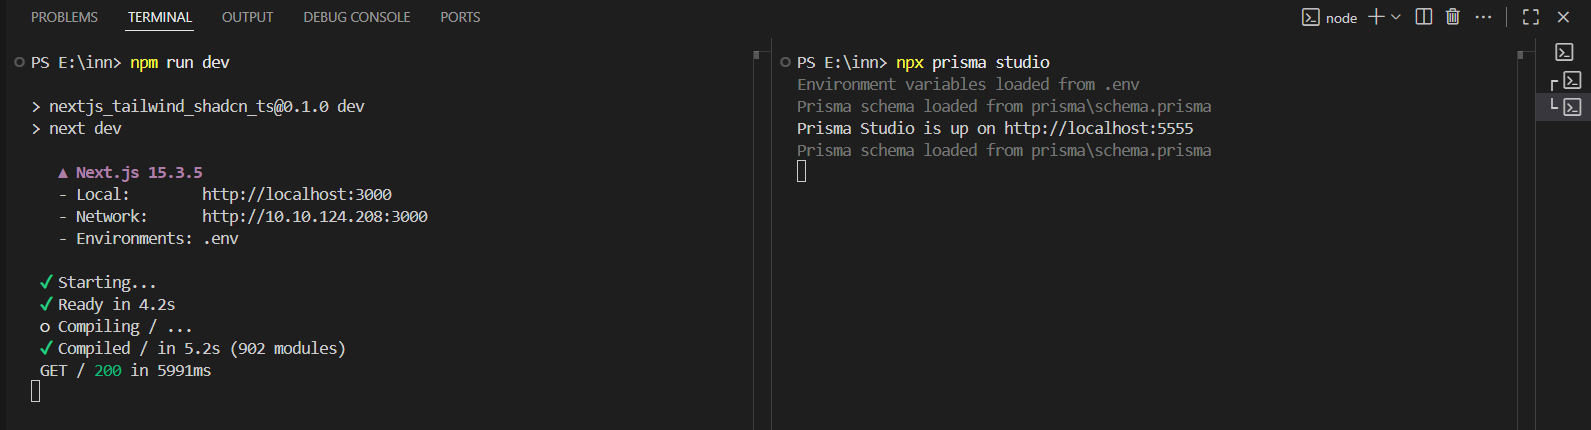 PROBLEMS TERMINAL OUTPUT DEBUG CONSOLE PORTS
node
PS E:\inn> npm run dev
> nextjs_tailwind_shadcn_ts@0.1.0 dev
> next dev
▲ Next.js 15.3.5
- Local: http://localhost:3000
- Network: http://10.10.124.208:3000
- Environments: .env
✓ Starting...
✓ Ready in 4.2s
○ Compiling / ...
✓ Compiled / in 5.2s (902 modules)
GET / 200 in 5991ms
PS E:\inn> npx prisma studio
Environment variables loaded from .env
Prisma schema loaded from prisma\schema.prisma
Prisma Studio is up on http://localhost:5555
Prisma schema loaded from prisma\schema.prisma